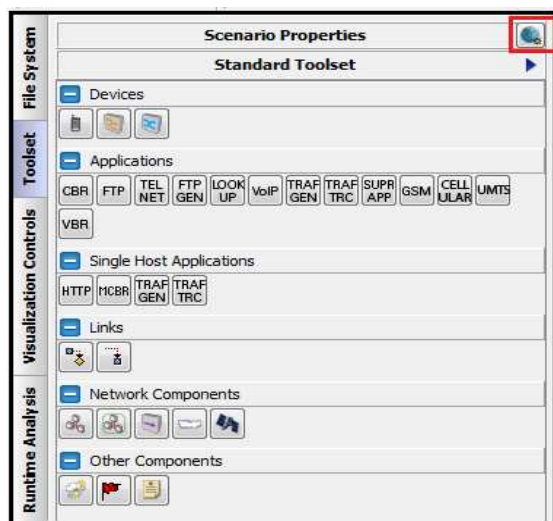 File System
Toolset
Visualization Controls
Runtime Analysis
Scenario Properties
Standard Toolset
Devices
Applications
CBR FTP TEL NET FTP GEN LOOK UP VoIP TRAF GEN TRAF TRC SUPR APP GSM CELL ULAR UMTS
VBR
Single Host Applications
HTTP MCBR TRAF GEN TRAF TRC
Links
Network Components
Other Components